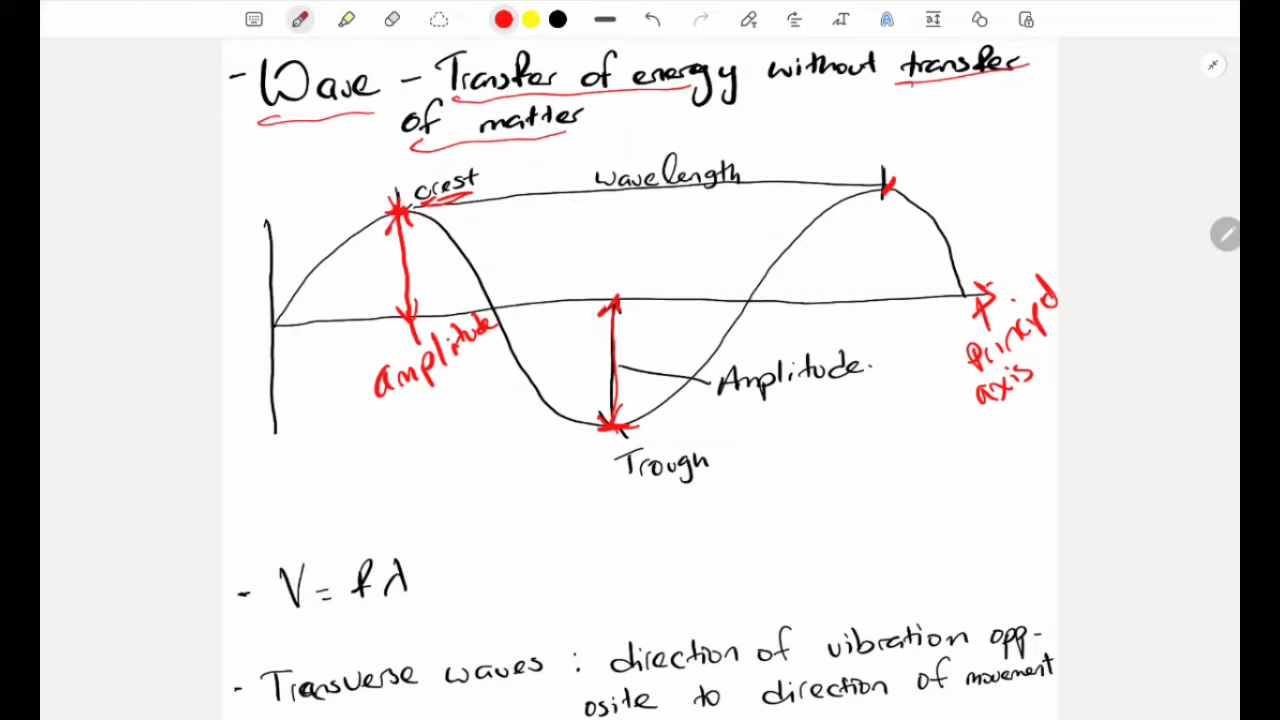 - Wave - Transfer of energy without transfer
of matter
crest
wavelength
amplitude
Amplitude.
principal
axis
Trough
- V = fλ
- Transverse waves : direction of vibration opp-
osite to direction of movement